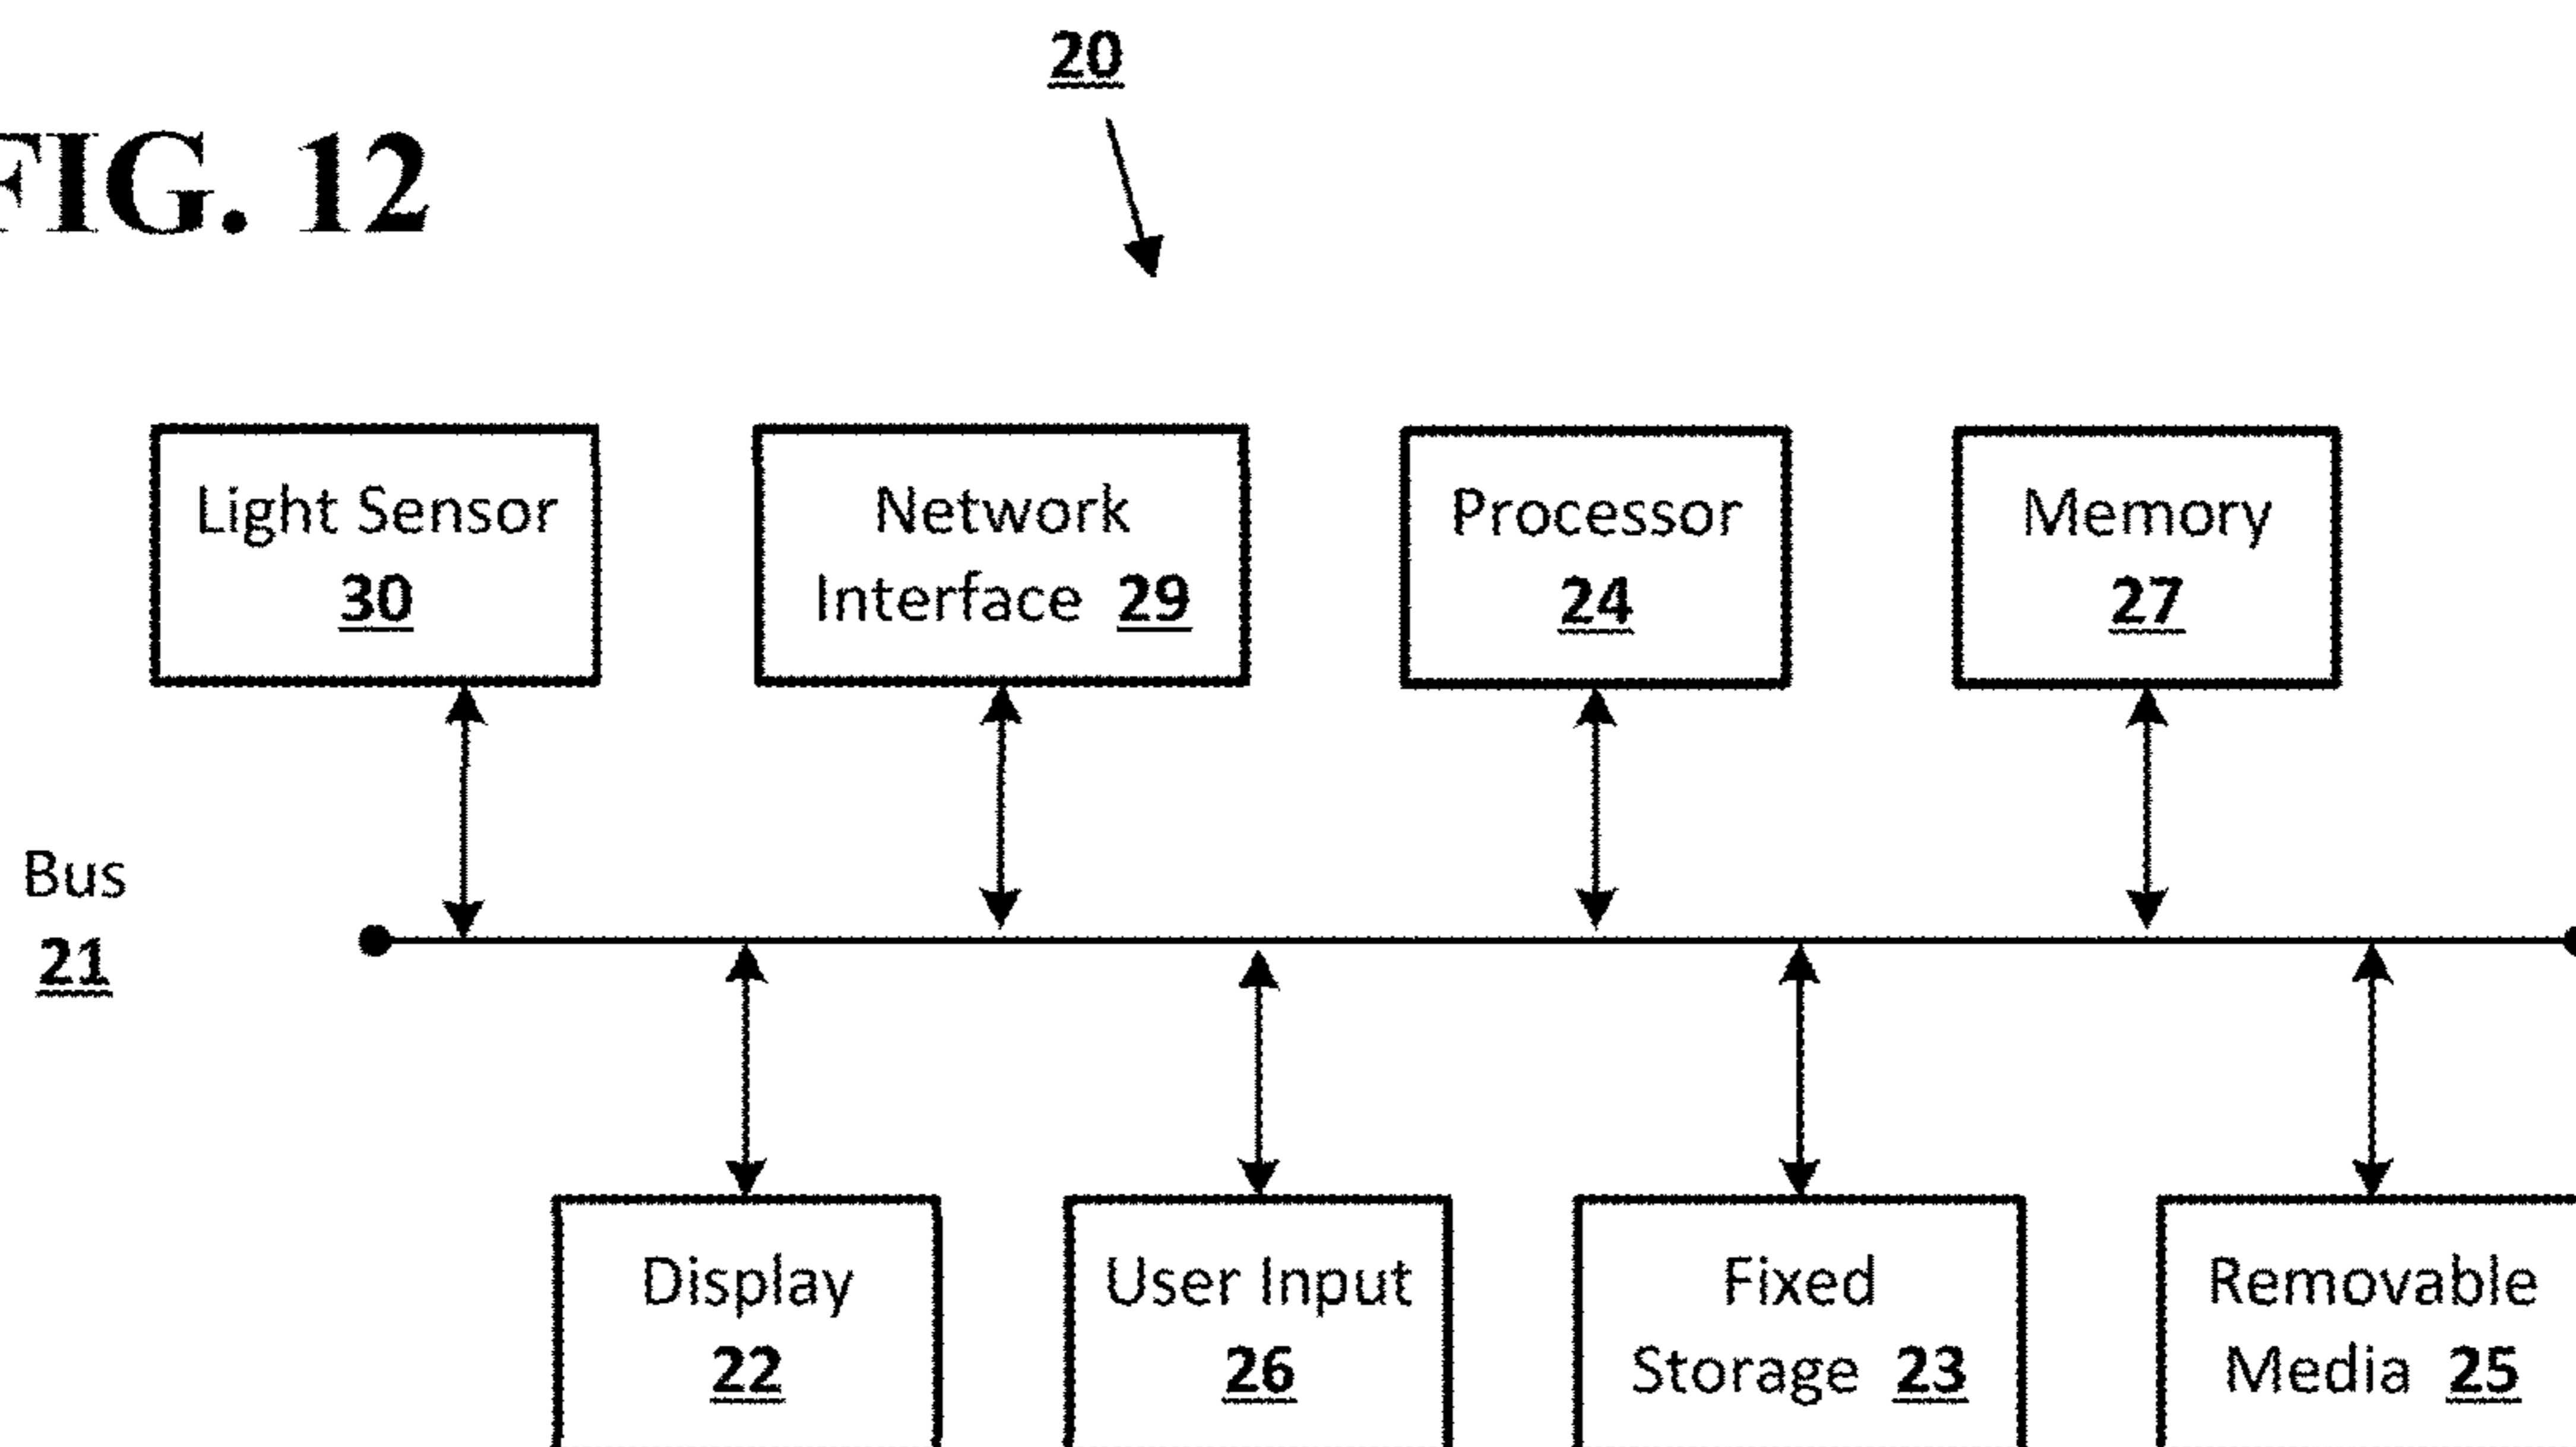 20
FIG. 12
Light Sensor
30
Network
Interface 29
Processor
24
Memory
27
Bus
21
Display
22
User Input
26
Fixed
Storage 23
Removable
Media 25